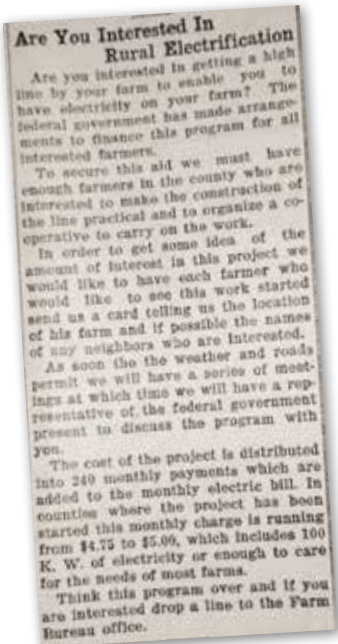 Are You Interested In
Rural Electrification
Are you interested in getting a high
line by your farm to enable you to
have electricity on your farm? The
federal government has made arrange-
ments to finance this program for all
interested farmers.
To secure this aid we must have
enough farmers in the county who are
interested to make the construction of
the line practical and to organize a co-
operative to carry on the work.
In order to get some idea of the
amount of interest in this project we
would like to have each farmer who
would like to see this work started
send us a card telling us the location
of his farm and if possible the names
of any neighbors who are interested.
As soon the the weather and roads
permit we will have a series of meet-
ings at which time we will have a rep-
resentative of the federal government
present to discuss the program with
you.
The cost of the project is distributed
into 240 monthly payments which are
added to the monthly electric bill. In
counties where the project has been
started this monthly charge is running
from $4.75 to $5.00, which includes 100
K. W. of electricity or enough to care
for the needs of most farms.
Think this program over and if you
are interested drop a line to the Farm
Bureau office.